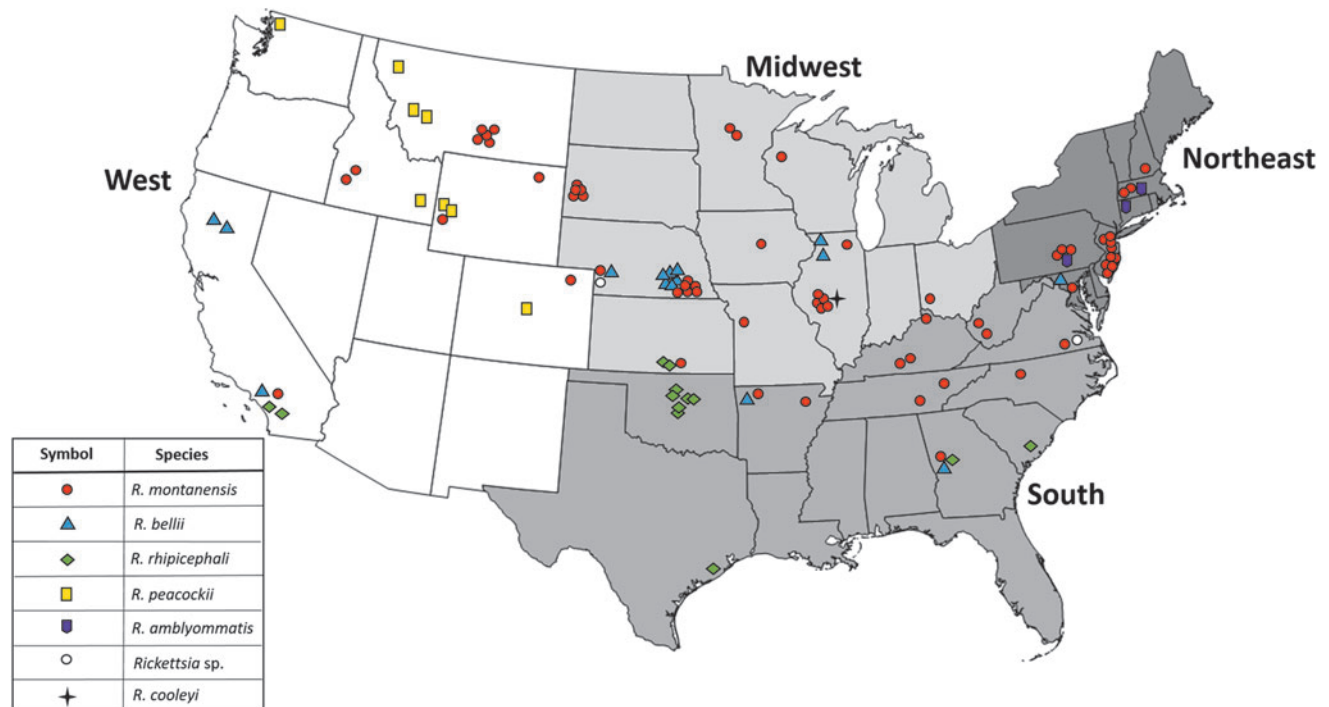 Midwest
Northeast
West
South
Symbol Species
R. montanensis
R. bellii
R. rhipicephali
R. peacockii
R. amblyommatis
Rickettsia sp.
R. cooleyi